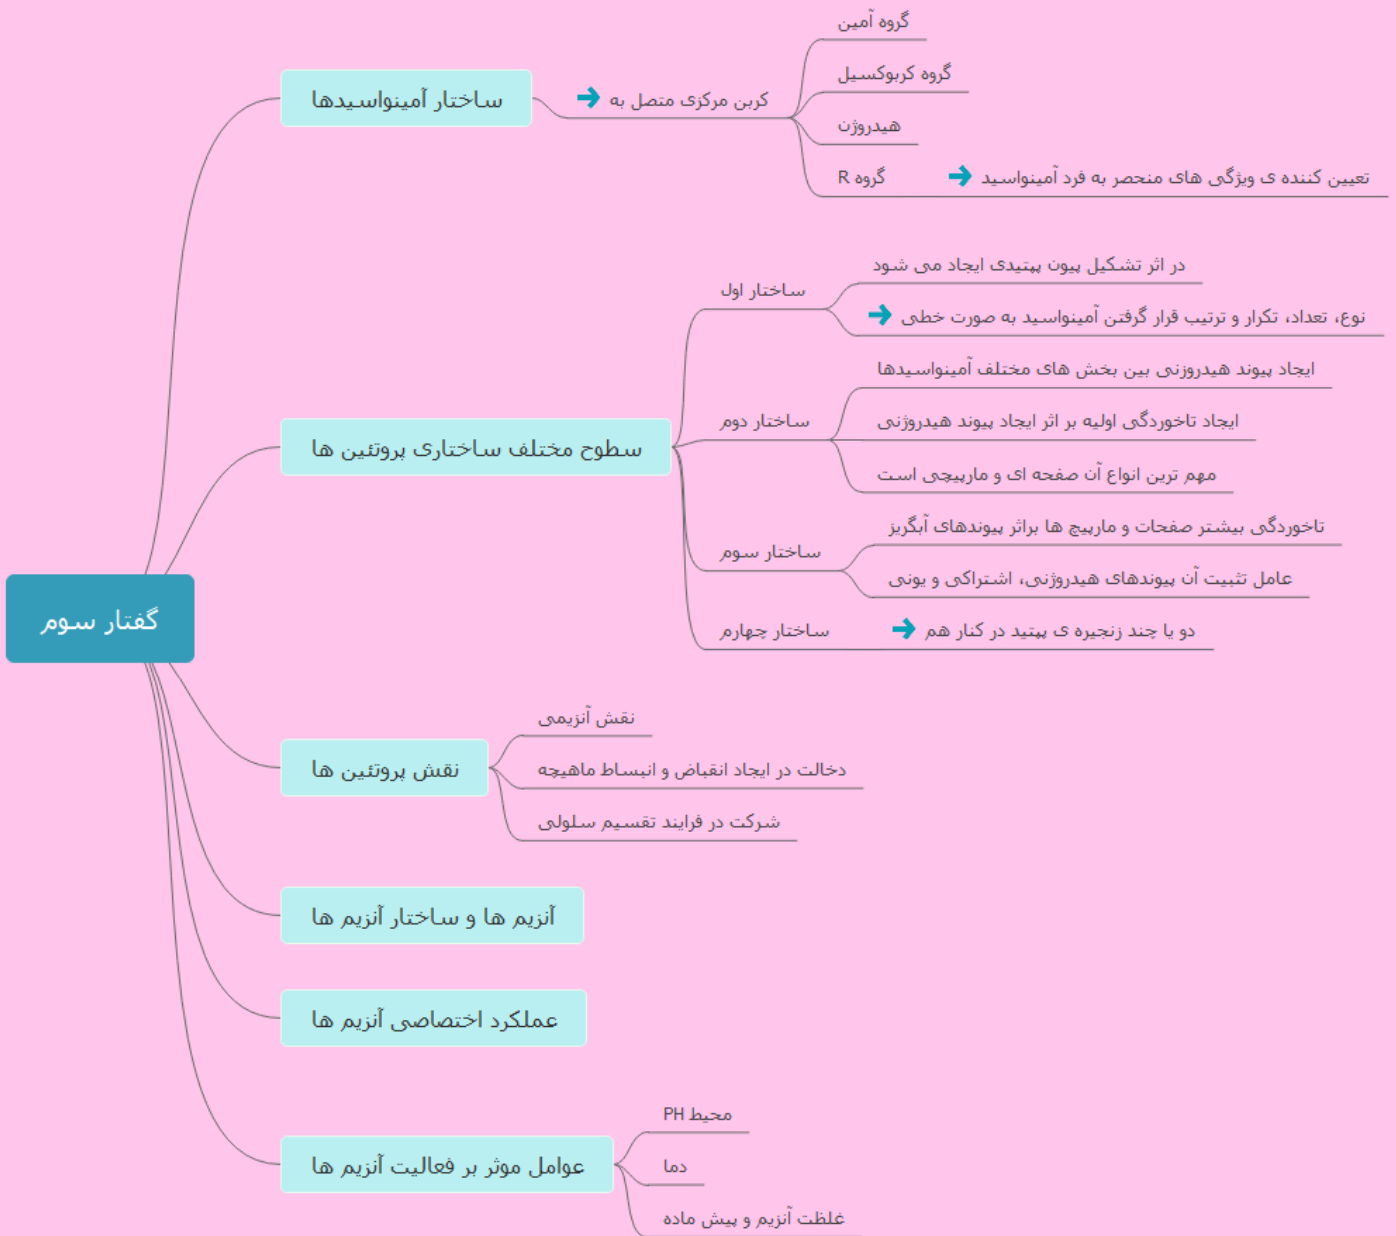 گفتار سوم
ساختار آمینواسیدها
کربن مرکزی متصل به
گروه آمین
گروه کربوکسیل
هیدروژن
گروه R
تعیین کننده ی ویژگی های منحصر به فرد آمینواسید
سطوح مختلف ساختاری پروتئین ها
ساختار اول
در اثر تشکیل پیون پپتیدی ایجاد می شود
نوع، تعداد، تکرار و ترتیب قرار گرفتن آمینواسید به صورت خطی
ساختار دوم
ایجاد پیوند هیدروزنی بین بخش های مختلف آمینواسیدها
ایجاد تاخوردگی اولیه بر اثر ایجاد پیوند هیدروژنی
مهم ترین انواع آن صفحه ای و مارپیچی است
ساختار سوم
تاخوردگی بیشتر صفحات و مارپیچ ها براثر پیوندهای آبگریز
عامل تثبیت آن پیوندهای هیدروژنی، اشتراکی و یونی
ساختار چهارم
دو یا چند زنجیره ی پپتید در کنار هم
نقش پروتئین ها
نقش آنزیمی
دخالت در ایجاد انقباض و انبساط ماهیچه
شرکت در فرایند تقسیم سلولی
آنزیم ها و ساختار آنزیم ها
عملکرد اختصاصی آنزیم ها
عوامل موثر بر فعالیت آنزیم ها
محیط PH
دما
غلظت آنزیم و پیش ماده